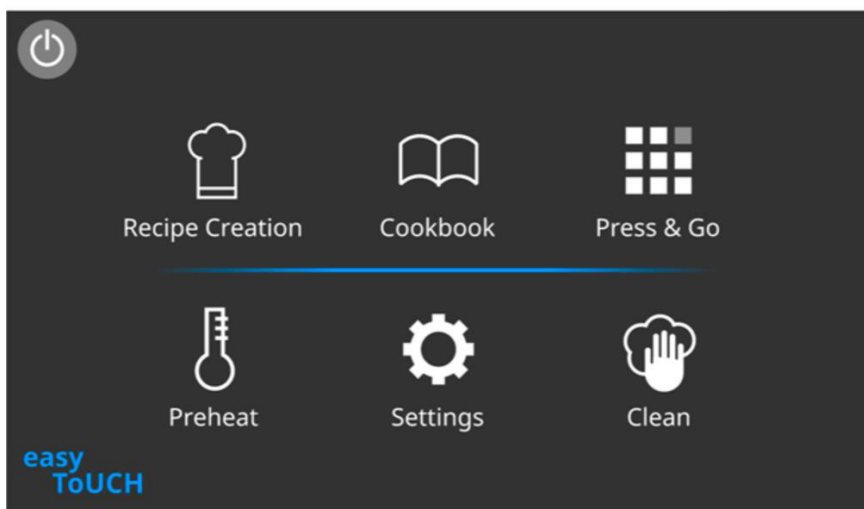 Recipe Creation
Cookbook
Press & Go
Preheat
Settings
Clean
easy
ToUCH